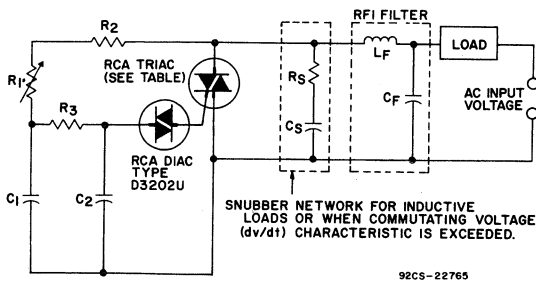 RFI FILTER
R2
RCA TRIAC
(SEE TABLE)
LF
LOAD
R1
RS
CF
AC INPUT
VOLTAGE
R3
CS
RCA DIAC
TYPE
D3202U
C1
C2
SNUBBER NETWORK FOR INDUCTIVE
LOADS OR WHEN COMMUTATING VOLTAGE
(dv/dt) CHARACTERISTIC IS EXCEEDED.
92CS-22765